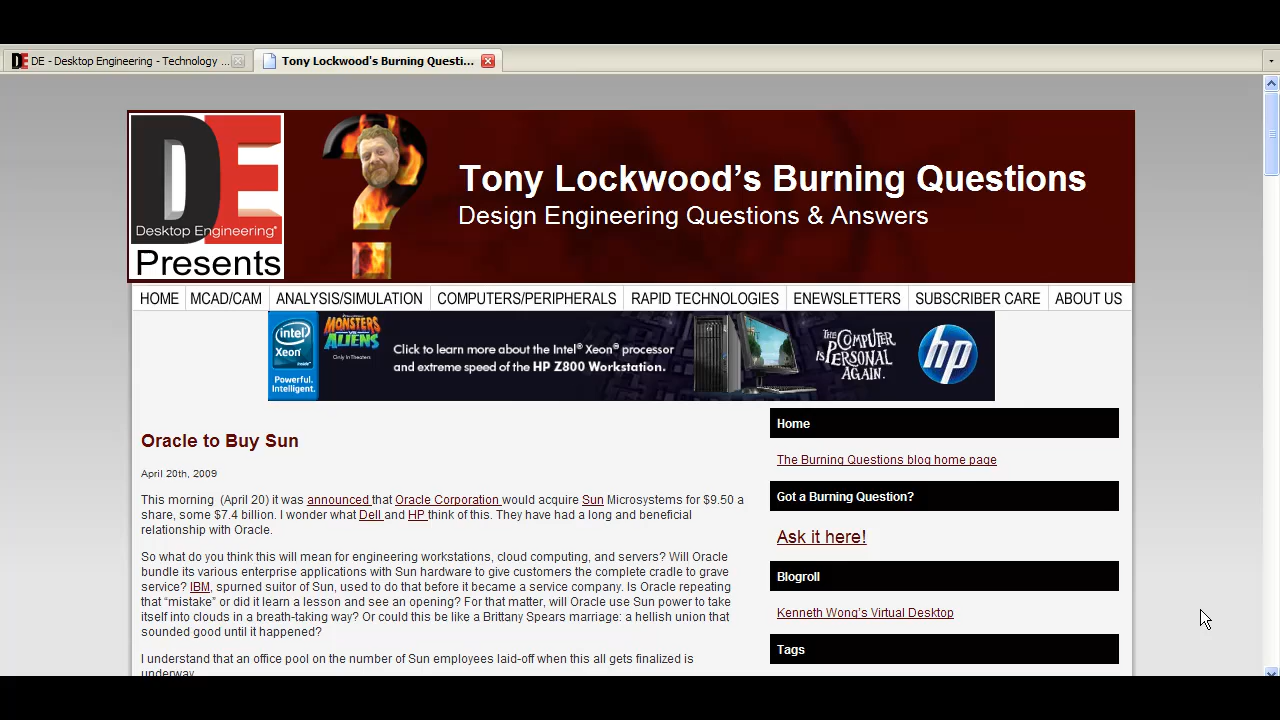 DE - Desktop Engineering - Technology ...
Tony Lockwood's Burning Questi...
DE
Desktop Engineering®
Presents
Tony Lockwood's Burning Questions
Design Engineering Questions & Answers
HOME MCAD/CAM ANALYSIS/SIMULATION COMPUTERS/PERIPHERALS RAPID TECHNOLOGIES ENEWSLETTERS SUBSCRIBER CARE ABOUT US
intel
Xeon
inside™
Powerful.
Intelligent.
MONSTERS
VS
ALIENS
Only In Theaters
Click to learn more about the Intel® Xeon® processor
and extreme speed of the HP Z800 Workstation.
THE COMPUTER
IS PERSONAL
AGAIN.
hp
Oracle to Buy Sun
April 20th, 2009
This morning (April 20) it was announced that Oracle Corporation would acquire Sun Microsystems for $9.50 a
share, some $7.4 billion. I wonder what Dell and HP think of this. They have had a long and beneficial
relationship with Oracle.
So what do you think this will mean for engineering workstations, cloud computing, and servers? Will Oracle
bundle its various enterprise applications with Sun hardware to give customers the complete cradle to grave
service? IBM, spurned suitor of Sun, used to do that before it became a service company. Is Oracle repeating
that “mistake” or did it learn a lesson and see an opening? For that matter, will Oracle use Sun power to take
itself into clouds in a breath-taking way? Or could this be like a Brittany Spears marriage: a hellish union that
sounded good until it happened?
I understand that an office pool on the number of Sun employees laid-off when this all gets finalized is
underway.
Home
The Burning Questions blog home page
Got a Burning Question?
Ask it here!
Blogroll
Kenneth Wong's Virtual Desktop
Tags